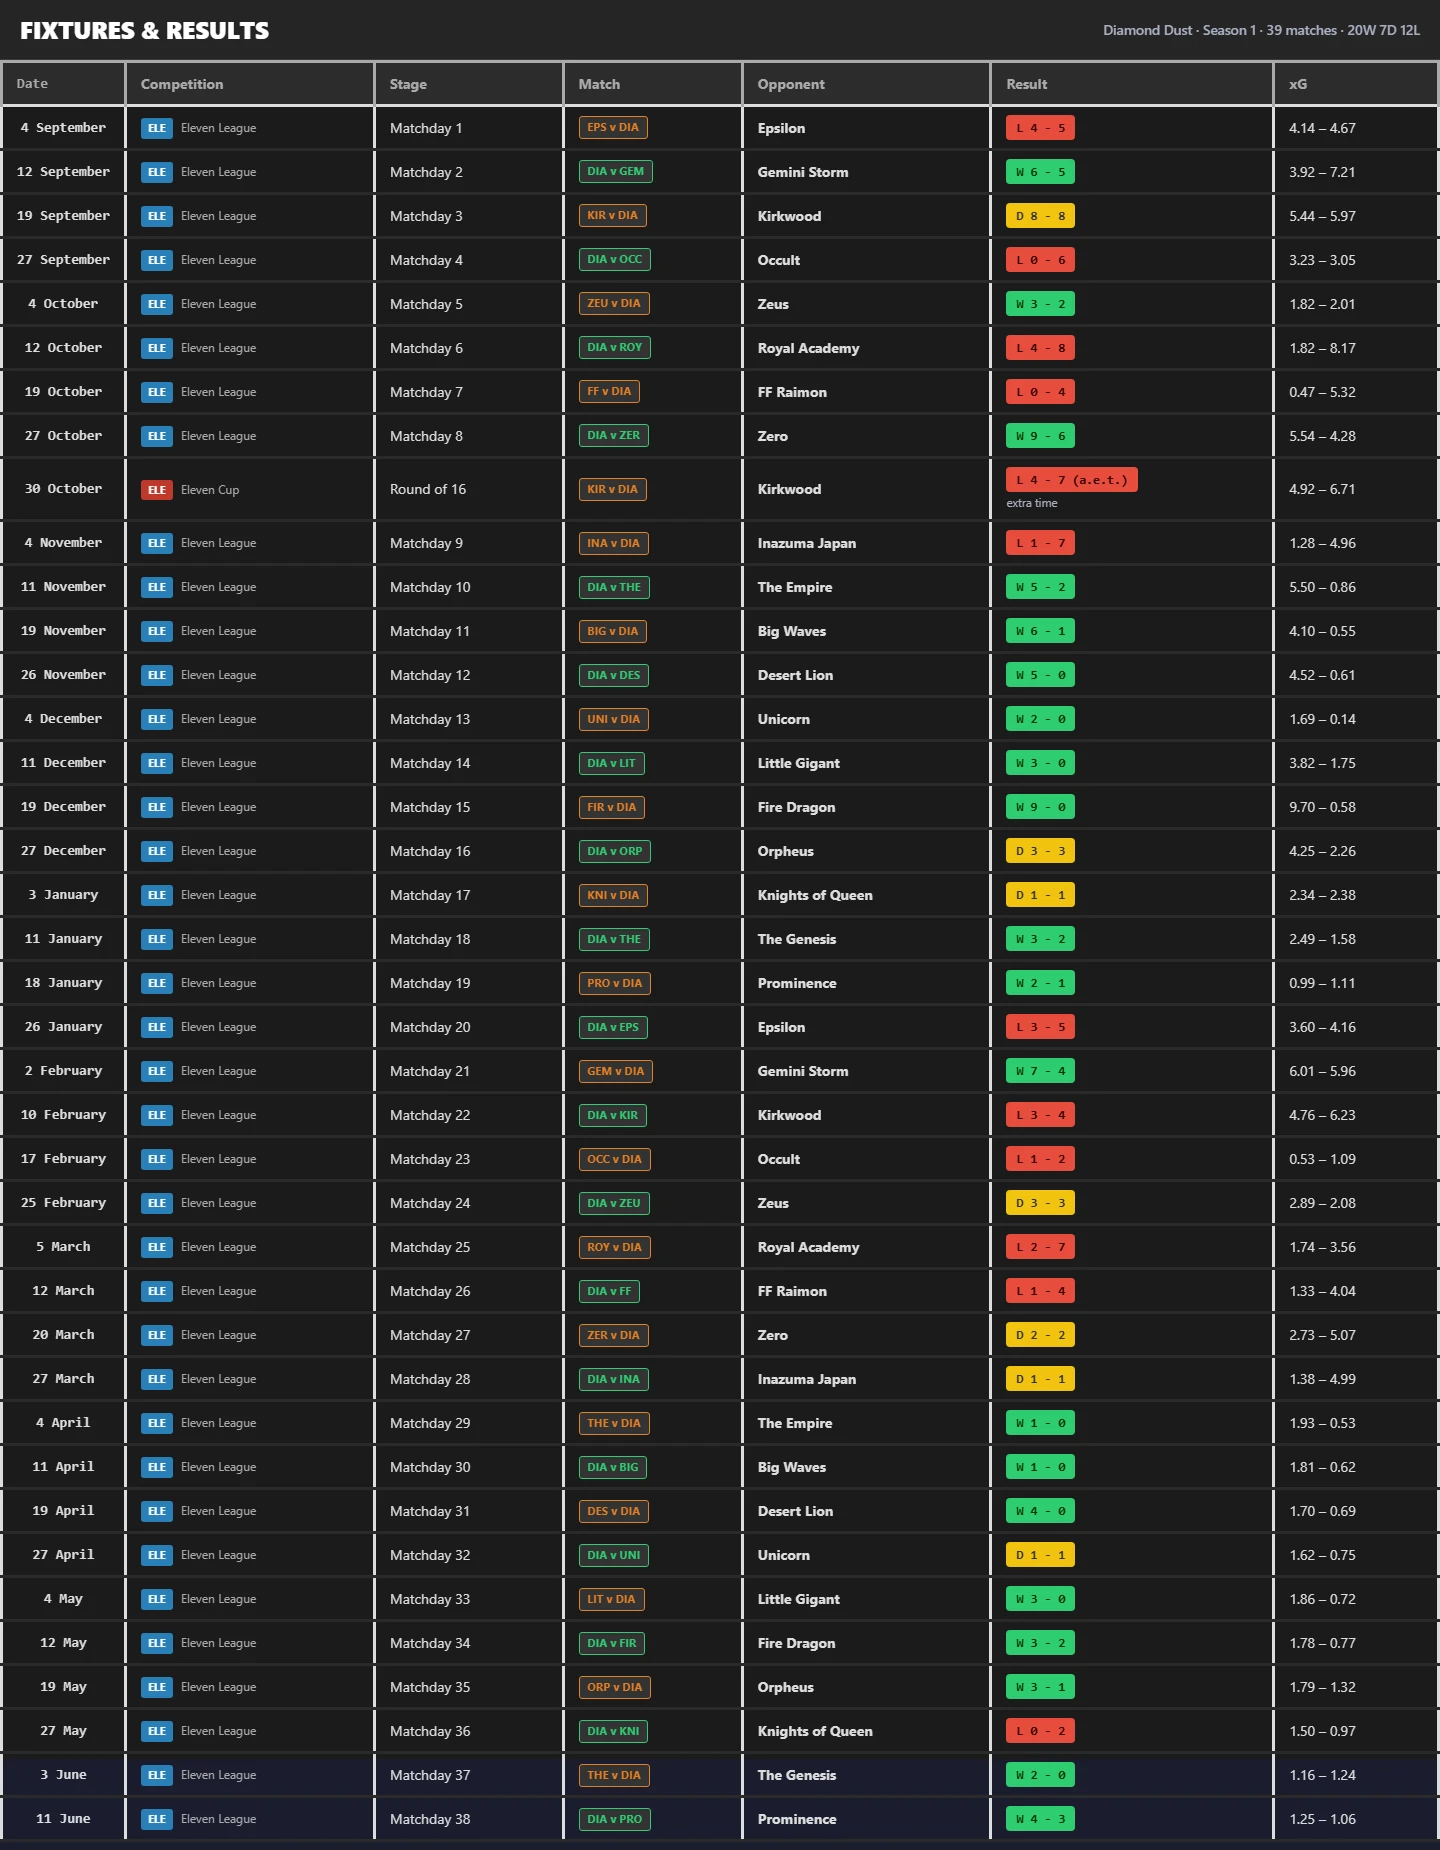 FIXTURES & RESULTS
Diamond Dust · Season 1 · 39 matches · 20W 7D 12L
Date Competition Stage Match Opponent Result xG
4 September ELE Eleven League Matchday 1 EPS v DIA Epsilon L 4 - 5 4.14 – 4.67
12 September ELE Eleven League Matchday 2 DIA v GEM Gemini Storm W 6 - 5 3.92 – 7.21
19 September ELE Eleven League Matchday 3 KIR v DIA Kirkwood D 8 - 8 5.44 – 5.97
27 September ELE Eleven League Matchday 4 DIA v OCC Occult L 0 - 6 3.23 – 3.05
4 October ELE Eleven League Matchday 5 ZEU v DIA Zeus W 3 - 2 1.82 – 2.01
12 October ELE Eleven League Matchday 6 DIA v ROY Royal Academy L 4 - 8 1.82 – 8.17
19 October ELE Eleven League Matchday 7 FF v DIA FF Raimon L 0 - 4 0.47 – 5.32
27 October ELE Eleven League Matchday 8 DIA v ZER Zero W 9 - 6 5.54 – 4.28
30 October ELE Eleven Cup Round of 16 KIR v DIA Kirkwood L 4 - 7 (a.e.t.) 4.92 – 6.71
extra time
4 November ELE Eleven League Matchday 9 INA v DIA Inazuma Japan L 1 - 7 1.28 – 4.96
11 November ELE Eleven League Matchday 10 DIA v THE The Empire W 5 - 2 5.50 – 0.86
19 November ELE Eleven League Matchday 11 BIG v DIA Big Waves W 6 - 1 4.10 – 0.55
26 November ELE Eleven League Matchday 12 DIA v DES Desert Lion W 5 - 0 4.52 – 0.61
4 December ELE Eleven League Matchday 13 UNI v DIA Unicorn W 2 - 0 1.69 – 0.14
11 December ELE Eleven League Matchday 14 DIA v LIT Little Gigant W 3 - 0 3.82 – 1.75
19 December ELE Eleven League Matchday 15 FIR v DIA Fire Dragon W 9 - 0 9.70 – 0.58
27 December ELE Eleven League Matchday 16 DIA v ORP Orpheus D 3 - 3 4.25 – 2.26
3 January ELE Eleven League Matchday 17 KNI v DIA Knights of Queen D 1 - 1 2.34 – 2.38
11 January ELE Eleven League Matchday 18 DIA v THE The Genesis W 3 - 2 2.49 – 1.58
18 January ELE Eleven League Matchday 19 PRO v DIA Prominence W 2 - 1 0.99 – 1.11
26 January ELE Eleven League Matchday 20 DIA v EPS Epsilon L 3 - 5 3.60 – 4.16
2 February ELE Eleven League Matchday 21 GEM v DIA Gemini Storm W 7 - 4 6.01 – 5.96
10 February ELE Eleven League Matchday 22 DIA v KIR Kirkwood L 3 - 4 4.76 – 6.23
17 February ELE Eleven League Matchday 23 OCC v DIA Occult L 1 - 2 0.53 – 1.09
25 February ELE Eleven League Matchday 24 DIA v ZEU Zeus D 3 - 3 2.89 – 2.08
5 March ELE Eleven League Matchday 25 ROY v DIA Royal Academy L 2 - 7 1.74 – 3.56
12 March ELE Eleven League Matchday 26 DIA v FF FF Raimon L 1 - 4 1.33 – 4.04
20 March ELE Eleven League Matchday 27 ZER v DIA Zero D 2 - 2 2.73 – 5.07
27 March ELE Eleven League Matchday 28 DIA v INA Inazuma Japan D 1 - 1 1.38 – 4.99
4 April ELE Eleven League Matchday 29 THE v DIA The Empire W 1 - 0 1.93 – 0.53
11 April ELE Eleven League Matchday 30 DIA v BIG Big Waves W 1 - 0 1.81 – 0.62
19 April ELE Eleven League Matchday 31 DES v DIA Desert Lion W 4 - 0 1.70 – 0.69
27 April ELE Eleven League Matchday 32 DIA v UNI Unicorn D 1 - 1 1.62 – 0.75
4 May ELE Eleven League Matchday 33 LIT v DIA Little Gigant W 3 - 0 1.86 – 0.72
12 May ELE Eleven League Matchday 34 DIA v FIR Fire Dragon W 3 - 2 1.78 – 0.77
19 May ELE Eleven League Matchday 35 ORP v DIA Orpheus W 3 - 1 1.79 – 1.32
27 May ELE Eleven League Matchday 36 DIA v KNI Knights of Queen L 0 - 2 1.50 – 0.97
3 June ELE Eleven League Matchday 37 THE v DIA The Genesis W 2 - 0 1.16 – 1.24
11 June ELE Eleven League Matchday 38 DIA v PRO Prominence W 4 - 3 1.25 – 1.06